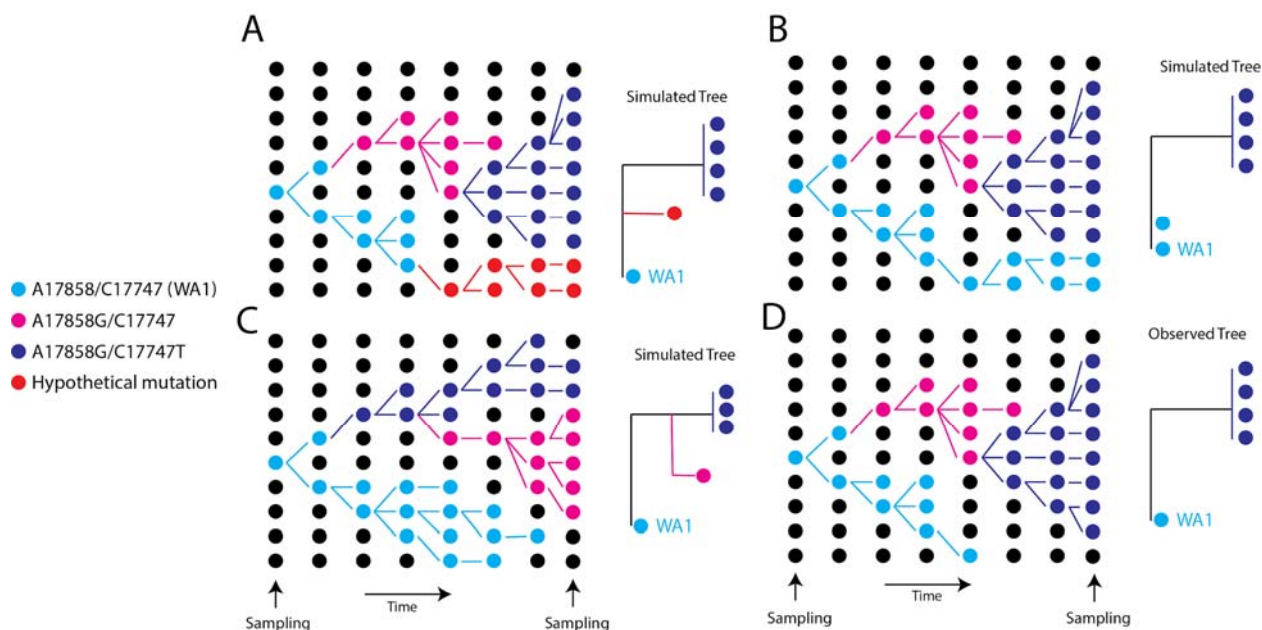 A
B
Simulated Tree
Simulated Tree
WA1
WA1
A17858/C17747 (WA1)
A17858G/C17747
A17858G/C17747T
Hypothetical mutation
C
D
Simulated Tree
Observed Tree
WA1
WA1
Time
Time
Sampling
Sampling
Sampling
Sampling